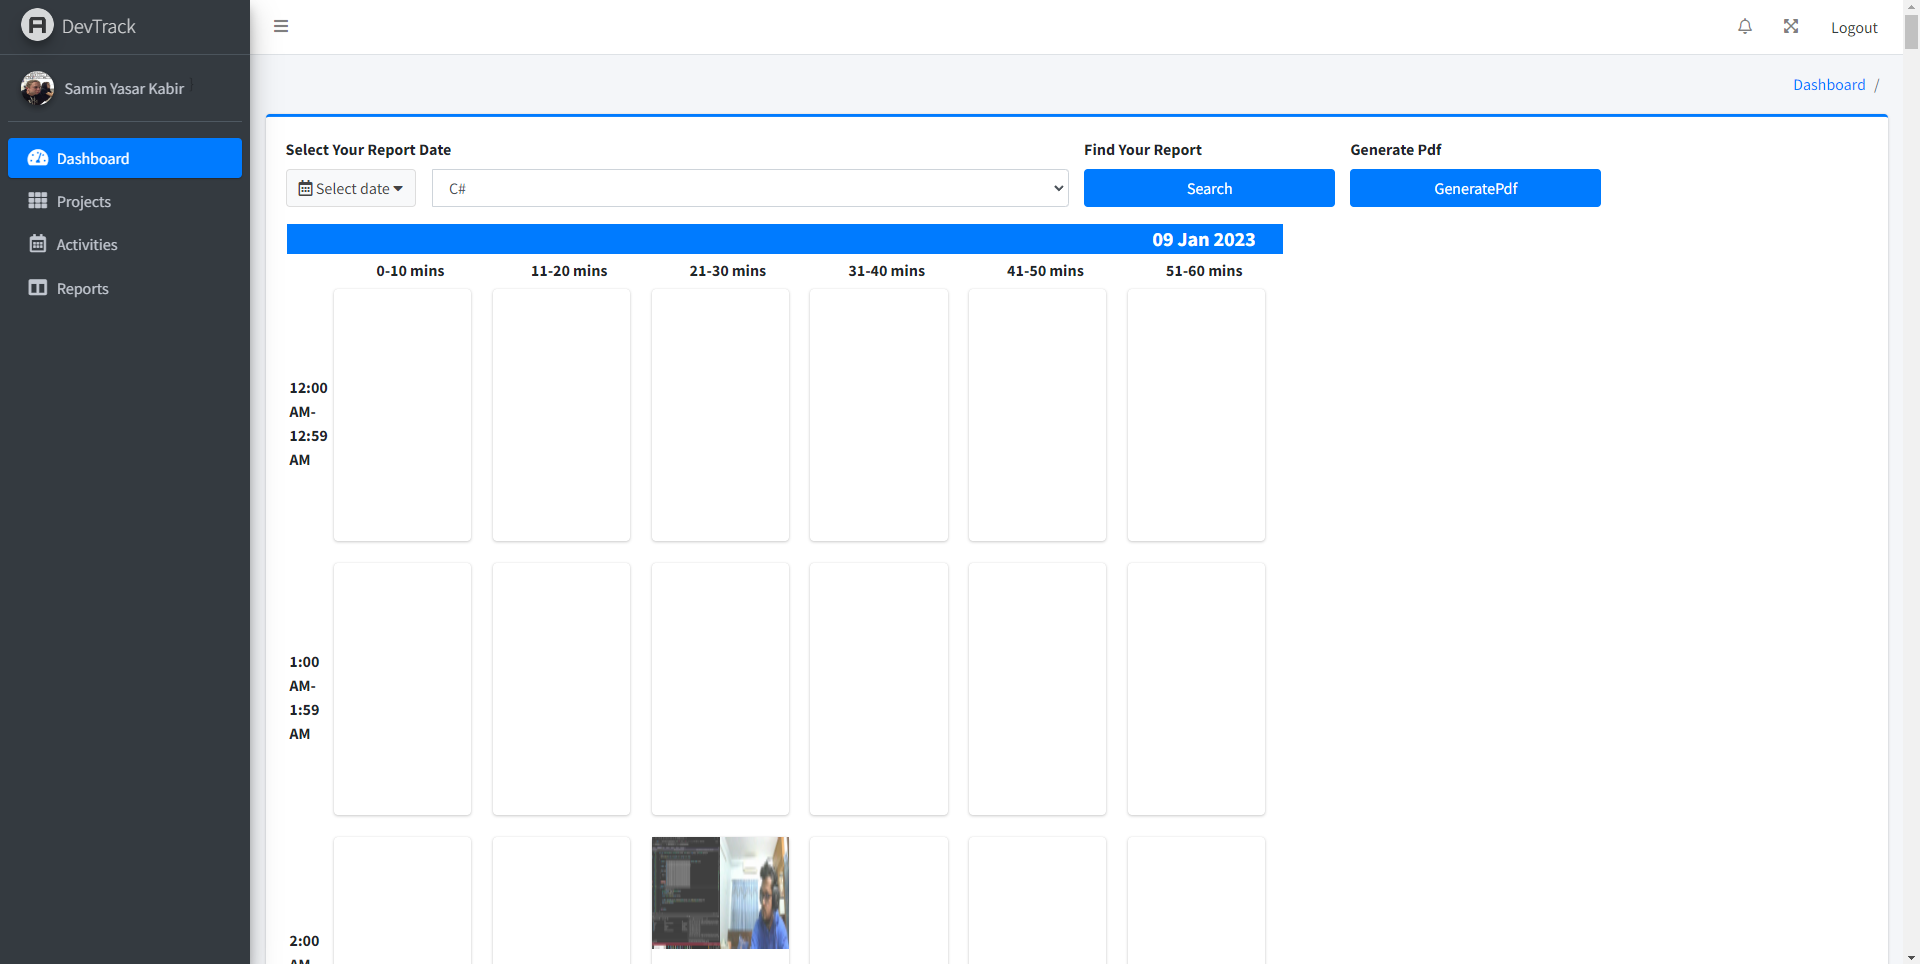 DevTrack
Logout
Samin Yasar Kabir
Dashboard /
Dashboard
Projects
Activities
Reports
Select Your Report Date
Find Your Report
Generate Pdf
Select date
C#
Search
GeneratePdf
09 Jan 2023
0-10 mins
11-20 mins
21-30 mins
31-40 mins
41-50 mins
51-60 mins
12:00
AM-
12:59
AM
1:00
AM-
1:59
AM
2:00
AM-